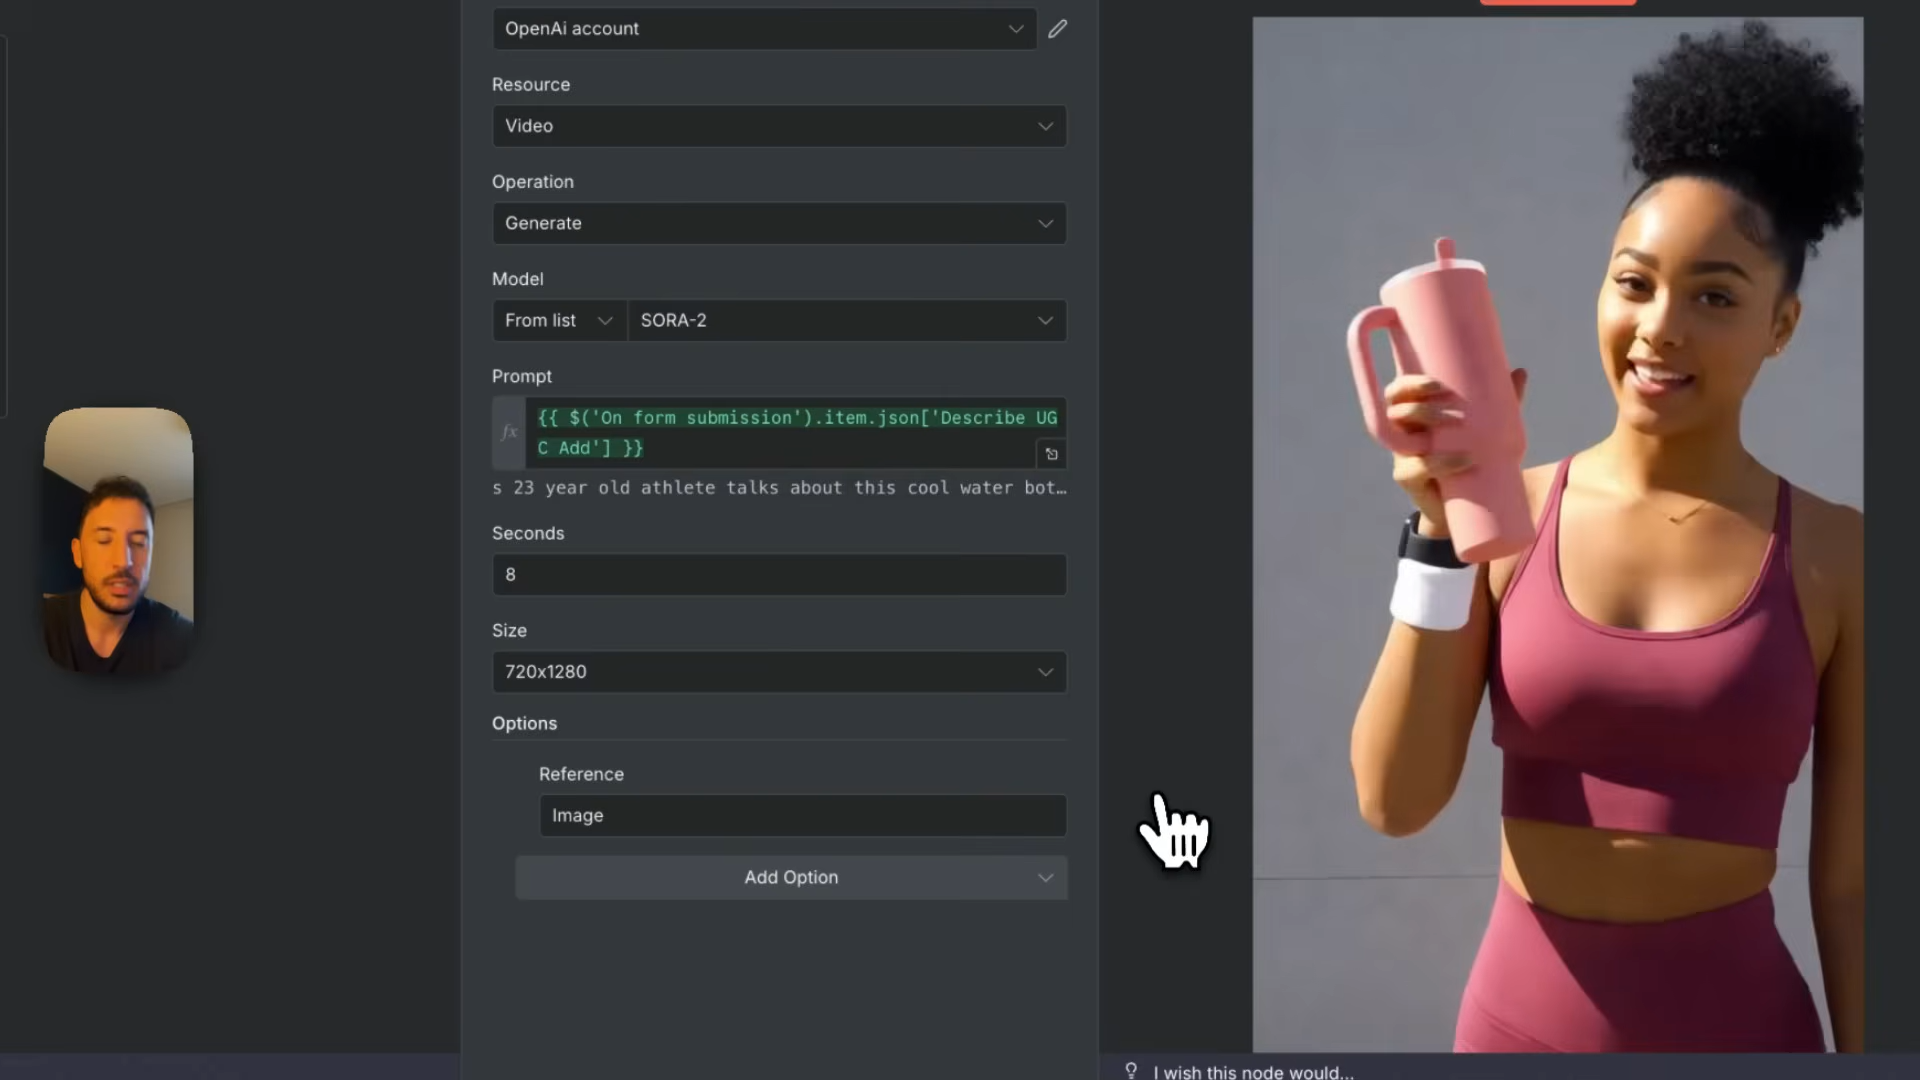 OpenAi account
Resource
Video
Operation
Generate
Model
From list
SORA-2
Prompt
fx
{{ $('On form submission').item.json['Describe UG
C Add'] }}
s 23 year old athlete talks about this cool water bot…
Seconds
8
Size
720x1280
Options
Reference
Image
Add Option
I wish this node would...